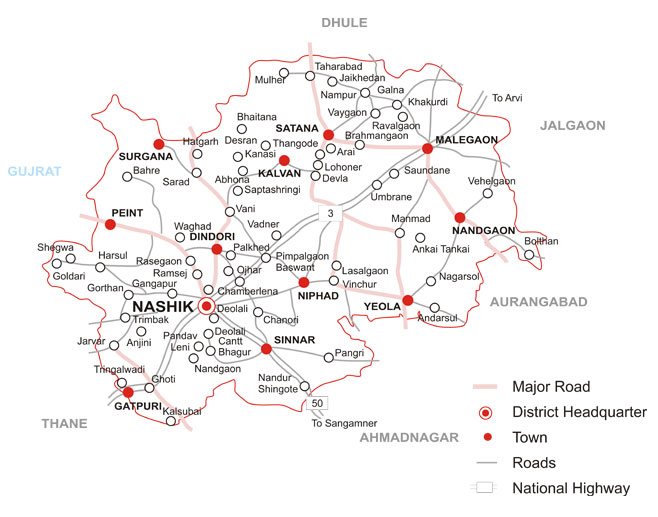 DHULE
Taharabad
Mulher
Jaikhedan
Nampur
Galna
Khakurdi
To Arvi
Vaygaon
Ravalgaon
JALGAON
Bhaitana
SATANA
Brahmangaon
MALEGAON
Hatgarh
Desran
Thangode
Arai
SURGANA
Kanasi
KALVAN
Lohoner
GUJRAT
Bahre
Sarad
Abhona
Devla
Saundane
Saptashringi
Umbrane
Vehelgaon
PEINT
Vani
3
Manmad
NANDGAON
Waghad
Vadner
DINDORI
Ankai Tankai
Bolthan
Shegwa
Palkhed
Harsul
Rasegaon
Pimpalgaon
Baswant
Goldari
Ramsej
Ojhar
Lasalgaon
Gangapur
Vinchur
Nagarsol
Gorthan
Chamberlena
NIPHAD
NASHIK
YEOLA
AURANGABAD
Trimbak
Deolali
Chandi
Andarsul
Anjini
Deolali
Cantt
Jarvar
Pandav
Leni
Bhagur
SINNAR
Pangri
Tringalwadi
Nandgaon
Ghoti
Nandur
Shingote
GATPURI
Kalsubai
50
THANE
To Sangamner
AHMADNAGAR
Major Road
District Headquarter
Town
Roads
National Highway